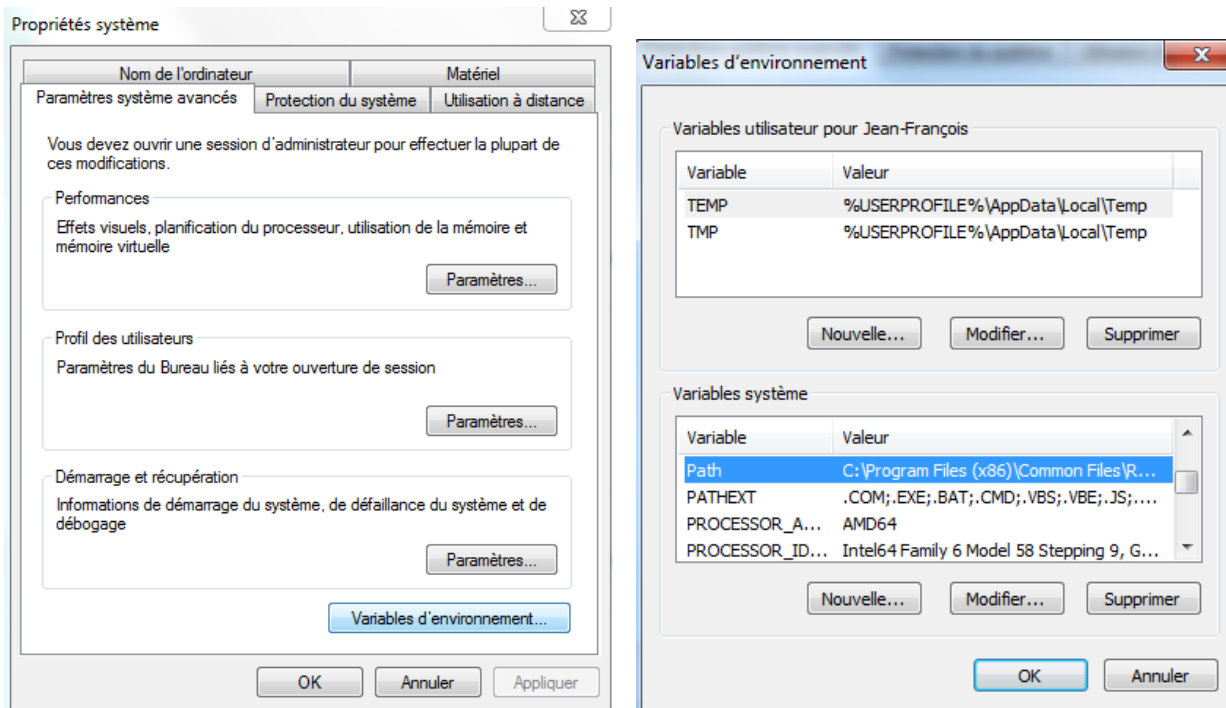 Propriétés système
Nom de l'ordinateur
Matériel
Paramètres système avancés
Protection du système
Utilisation à distance
Vous devez ouvrir une session d'administrateur pour effectuer la plupart de
ces modifications.
Performances
Effets visuels, planification du processeur, utilisation de la mémoire et
mémoire virtuelle
Paramètres...
Profil des utilisateurs
Paramètres du Bureau liés à votre ouverture de session
Paramètres...
Démarrage et récupération
Informations de démarrage du système, de défaillance du système et de
débogage
Paramètres...
Variables d'environnement...
OK
Annuler
Appliquer
Variables d'environnement
Variables utilisateur pour Jean-François
Variable Valeur
TEMP %USERPROFILE%\AppData\Local\Temp
TMP %USERPROFILE%\AppData\Local\Temp
Nouvelle...
Modifier...
Supprimer
Variables système
Variable Valeur
Path C:\Program Files (x86)\Common Files\R...
PATHEXT .COM;.EXE;.BAT;.CMD;.VBS;.VBE;.JS;....
PROCESSOR_A... AMD64
PROCESSOR_ID... Intel64 Family 6 Model 58 Stepping 9, G...
Nouvelle...
Modifier...
Supprimer
OK
Annuler